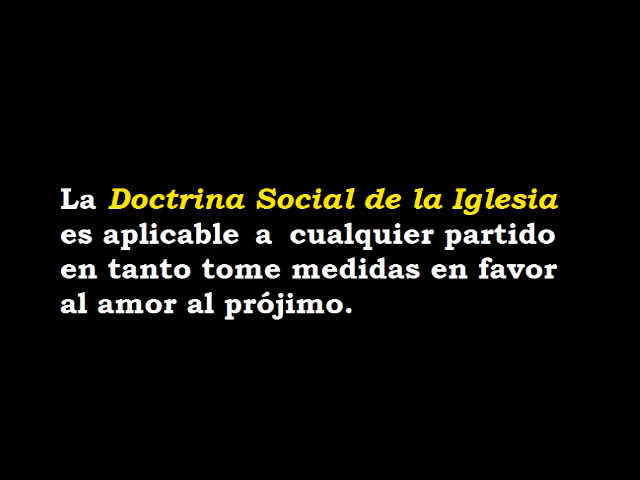 La Doctrina Social de la Iglesia
es aplicable a cualquier partido
en tanto tome medidas en favor
al amor al prójimo.